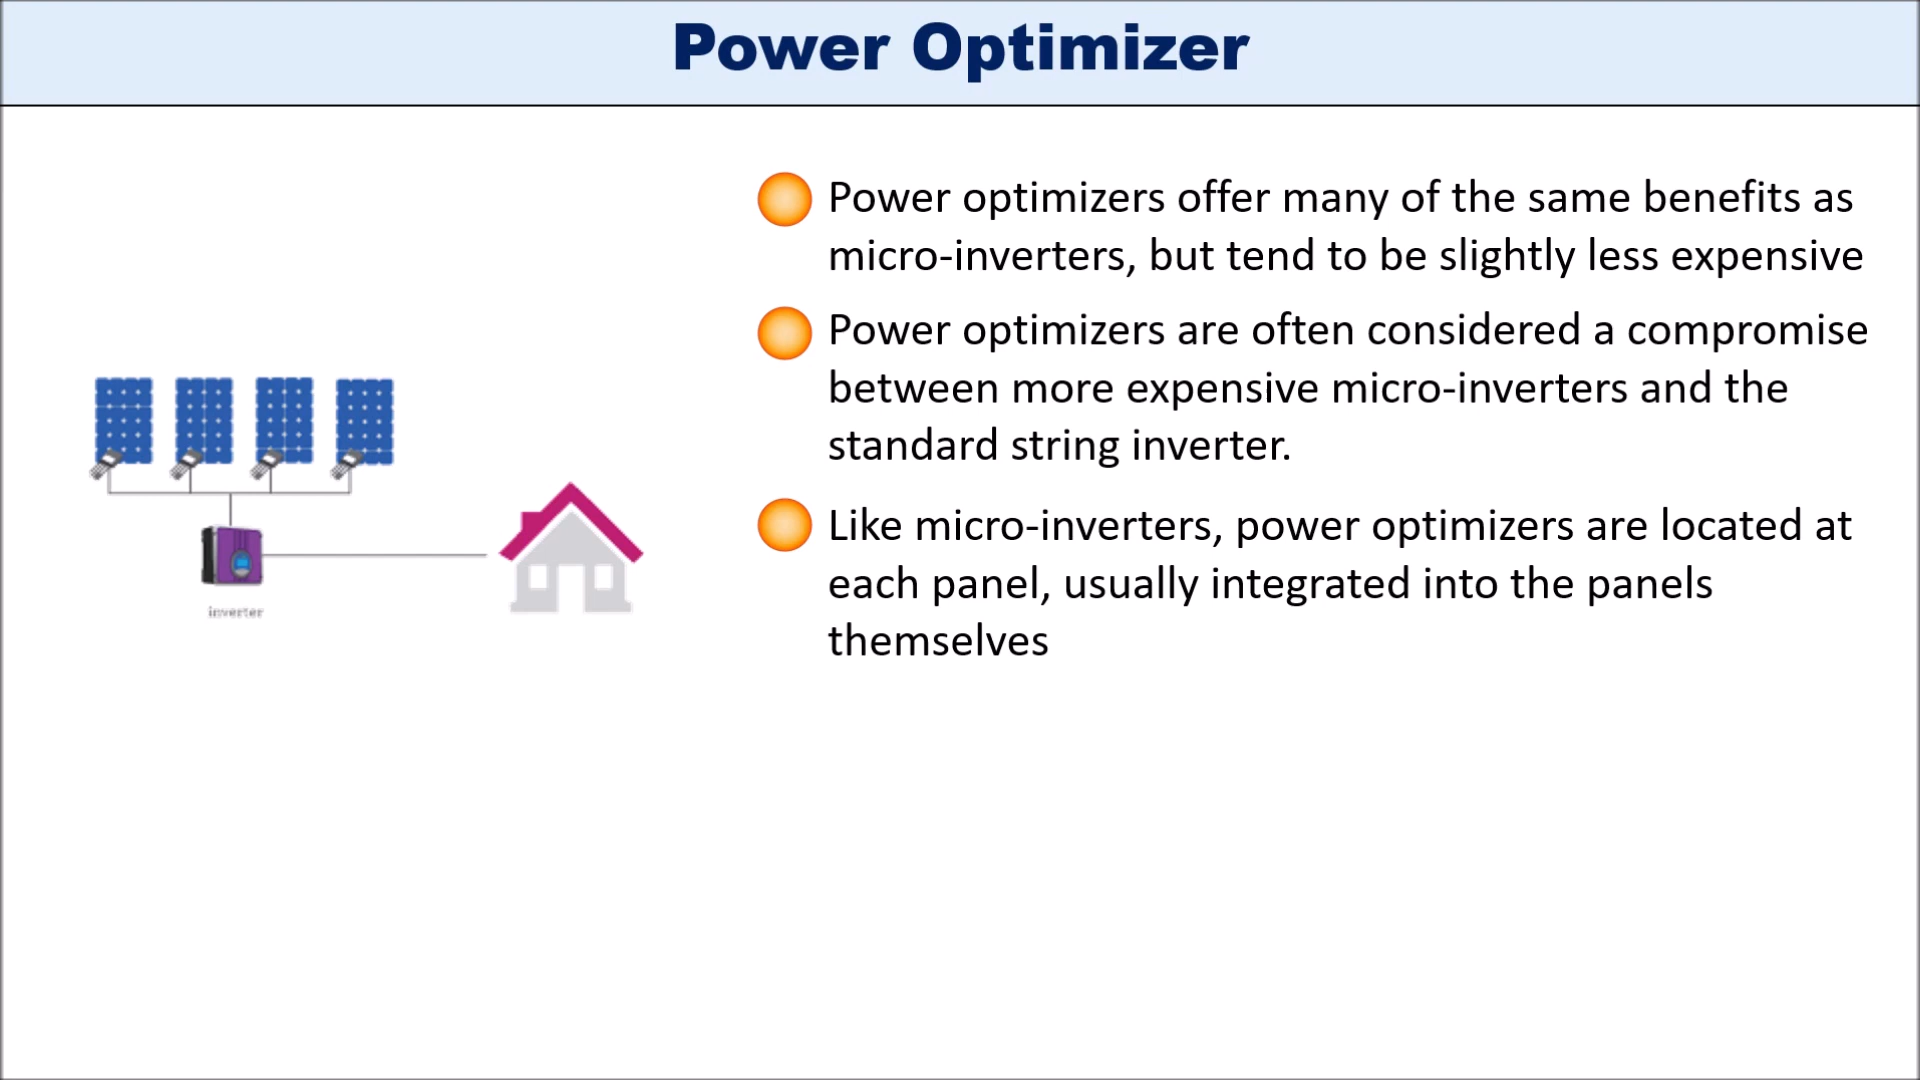 Power Optimizer
Power optimizers offer many of the same benefits as
micro-inverters, but tend to be slightly less expensive
Power optimizers are often considered a compromise
between more expensive micro-inverters and the
standard string inverter.
Like micro-inverters, power optimizers are located at
each panel, usually integrated into the panels
themselves
inverter